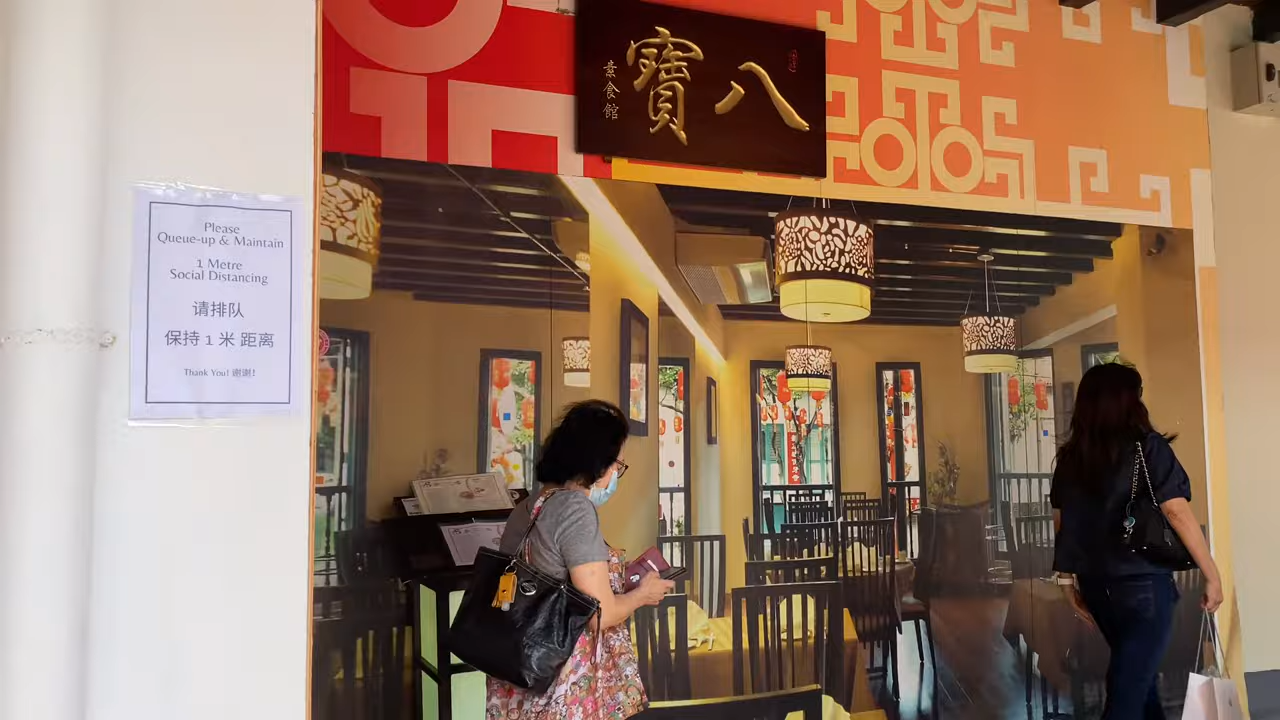 八寶
素食館
Please
Queue-up & Maintain
1 Metre
Social Distancing
请排队
保持 1 米 距离
Thank You! 谢谢!